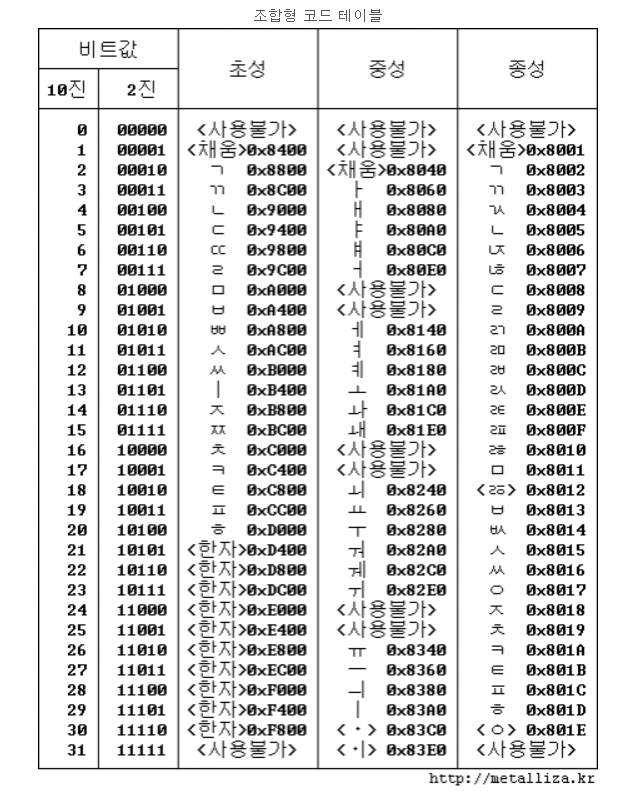 조합형 코드 테이블
비트값 초성 중성 종성
10진 2진
0 00000 <사용불가> <사용불가> <사용불가>
1 00001 <채움>0x8400 <사용불가> <채움>0x8001
2 00010 ㄱ 0x8800 <채움>0x8040 ㄱ 0x8002
3 00011 ㄲ 0x8C00 ㅏ 0x8060 ㄲ 0x8003
4 00100 ㄴ 0x9000 ㅐ 0x8080 ㄳ 0x8004
5 00101 ㄷ 0x9400 ㅑ 0x80A0 ㄴ 0x8005
6 00110 ㄸ 0x9800 ㅒ 0x80C0 ㄵ 0x8006
7 00111 ㄹ 0x9C00 ㅓ 0x80E0 ㄶ 0x8007
8 01000 ㅁ 0xA000 <사용불가> ㄷ 0x8008
9 01001 ㅂ 0xA400 <사용불가> ㄹ 0x8009
10 01010 ㅃ 0xA800 ㅔ 0x8140 ㄺ 0x800A
11 01011 ㅅ 0xAC00 ㅕ 0x8160 ㄻ 0x800B
12 01100 ㅆ 0xB000 ㅖ 0x8180 ㄼ 0x800C
13 01101 ㅣ 0xB400 ㅗ 0x81A0 ㄽ 0x800D
14 01110 ㅈ 0xB800 ㅘ 0x81C0 ㄾ 0x800E
15 01111 ㅉ 0xBC00 ㅙ 0x81E0 ㄿ 0x800F
16 10000 ㅊ 0xC000 <사용불가> ㅀ 0x8010
17 10001 ㅋ 0xC400 <사용불가> ㅁ 0x8011
18 10010 ㅌ 0xC800 ㅚ 0x8240 <ㅭ> 0x8012
19 10011 ㅍ 0xCC00 ㅛ 0x8260 ㅂ 0x8013
20 10100 ㅎ 0xD000 ㅜ 0x8280 ㅄ 0x8014
21 10101 <한자>0xD400 ㅝ 0x82A0 ㅅ 0x8015
22 10110 <한자>0xD800 ㅞ 0x82C0 ㅆ 0x8016
23 10111 <한자>0xDC00 ㅟ 0x82E0 ㅇ 0x8017
24 11000 <한자>0xE000 <사용불가> ㅈ 0x8018
25 11001 <한자>0xE400 <사용불가> ㅊ 0x8019
26 11010 <한자>0xE800 ㅠ 0x8340 ㅋ 0x801A
27 11011 <한자>0xEC00 ㅡ 0x8360 ㅌ 0x801B
28 11100 <한자>0xF000 ㅢ 0x8380 ㅍ 0x801C
29 11101 <한자>0xF400 ㅣ 0x83A0 ㅎ 0x801D
30 11110 <한자>0xF800 <ㆍ> 0x83C0 <ㆁ> 0x801E
31 11111 <사용불가> <ㆎ> 0x83E0 <사용불가>
http://metalliza.kr